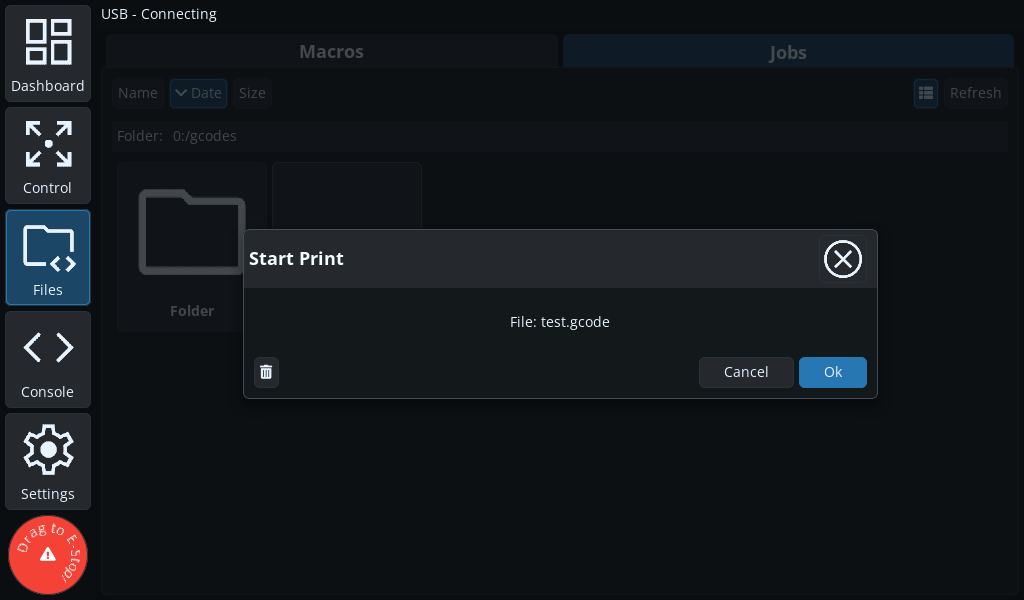 USB - Connecting
Dashboard
Control
Files
Console
Settings
Drag to E-Stop!
Macros
Jobs
Name
Date
Size
Refresh
Folder: 0:/gcodes
Folder
Start Print
File: test.gcode
Cancel
Ok